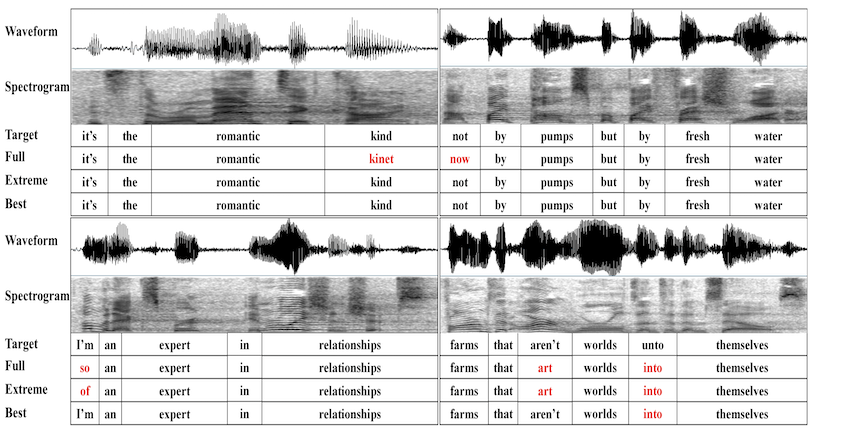 Waveform
Spectrogram
Target it's the romantic kind not by pumps but by fresh water
Full it's the romantic kinet now by pumps but by fresh water
Extreme it's the romantic kind not by pumps but by fresh water
Best it's the romantic kind not by pumps but by fresh water
Waveform
Spectrogram
Target I'm an expert in relationships farms that aren't worlds unto themselves
Full so an expert in relationships farms that art worlds into themselves
Extreme of an expert in relationships farms that art worlds into themselves
Best I'm an expert in relationships farms that aren't worlds into themselves